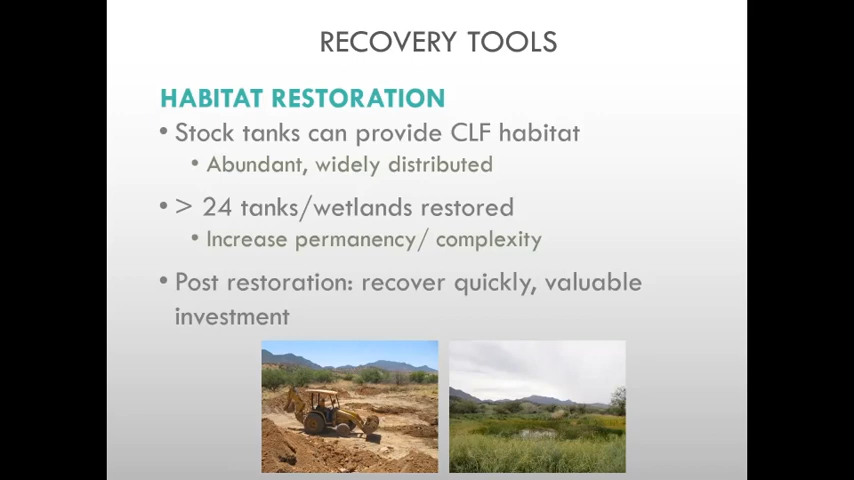 RECOVERY TOOLS
HABITAT RESTORATION
• Stock tanks can provide CLF habitat
• Abundant, widely distributed
• > 24 tanks/wetlands restored
• Increase permanency/ complexity
• Post restoration: recover quickly, valuable
investment